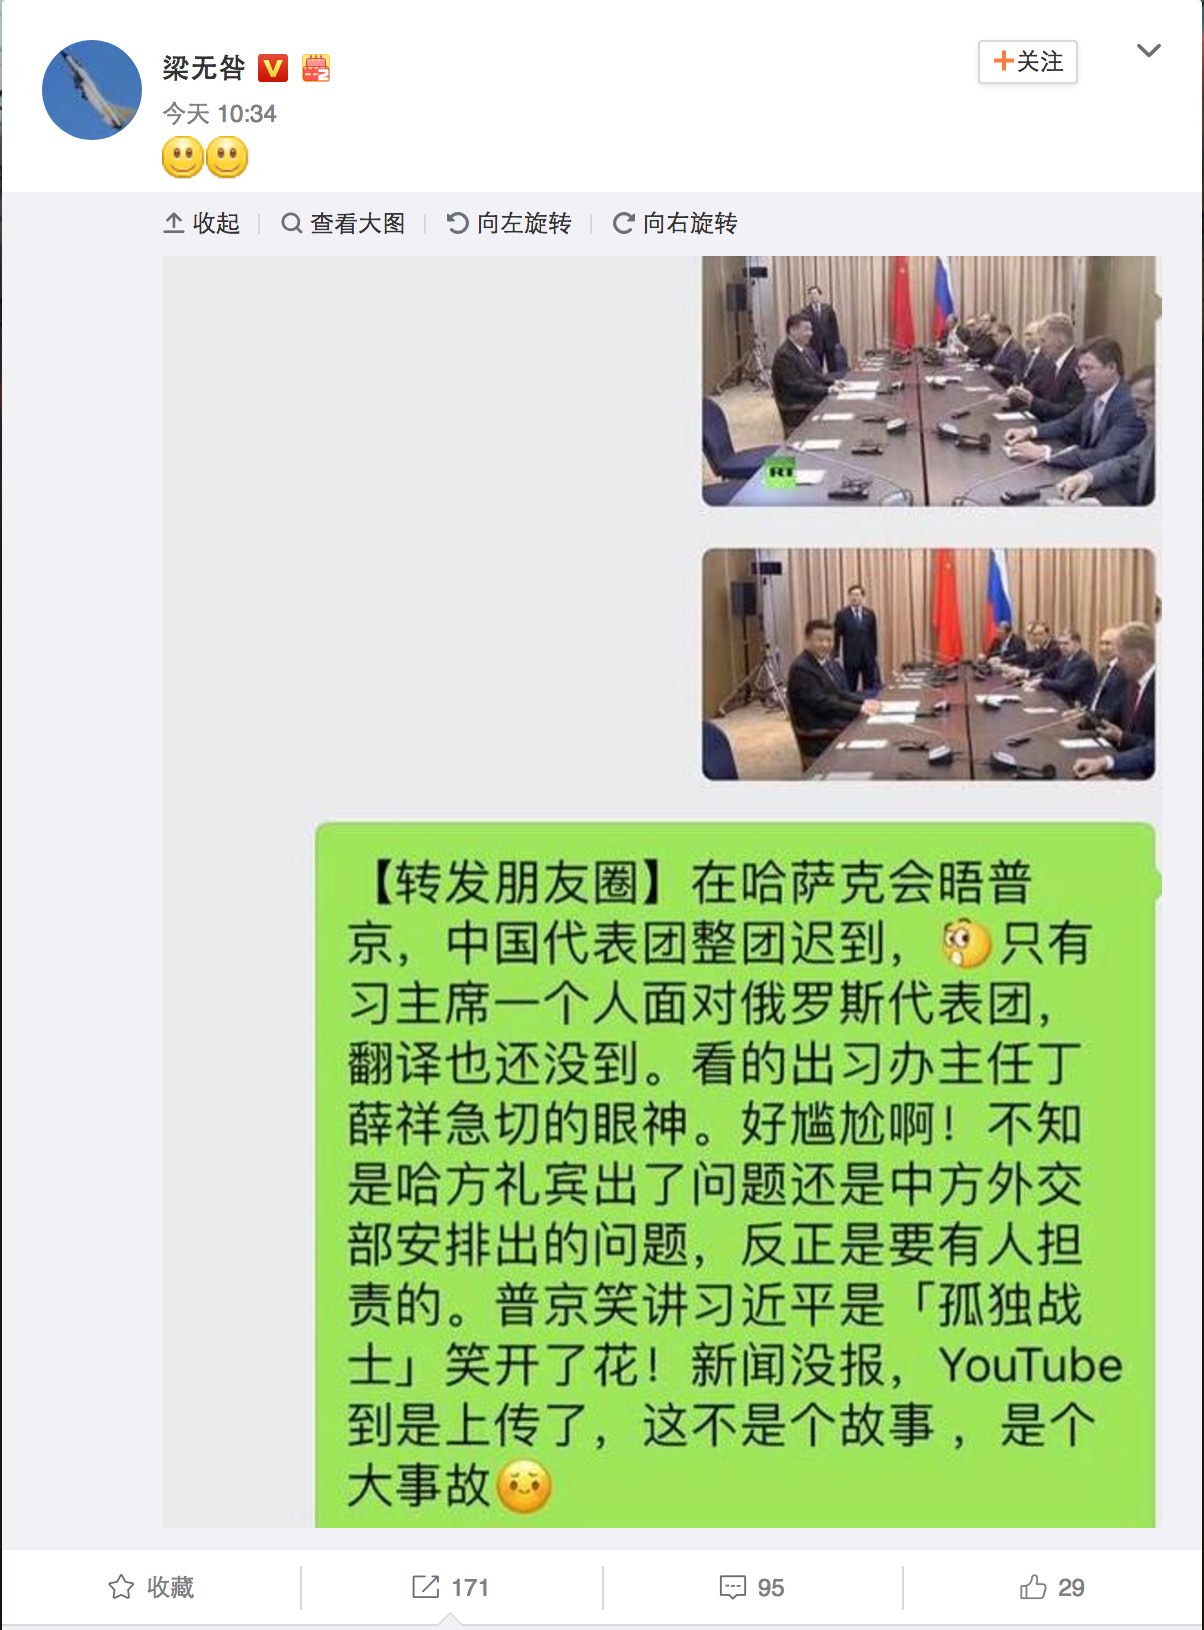 梁无咎
今天 10:34
+关注
收起
查看大图
向左旋转
向右旋转
RT
【转发朋友圈】在哈萨克会晤普
京，中国代表团整团迟到，只有
习主席一个人面对俄罗斯代表团，
翻译也还没到。看的出习办主任丁
薛祥急切的眼神。好尴尬啊！不知
是哈方礼宾出了问题还是中方外交
部安排出的问题，反正是要有人担
责的。普京笑讲习近平是「孤独战
士」笑开了花！新闻没报，YouTube
到是上传了，这不是个故事，是个
大事故
收藏
171
95
29